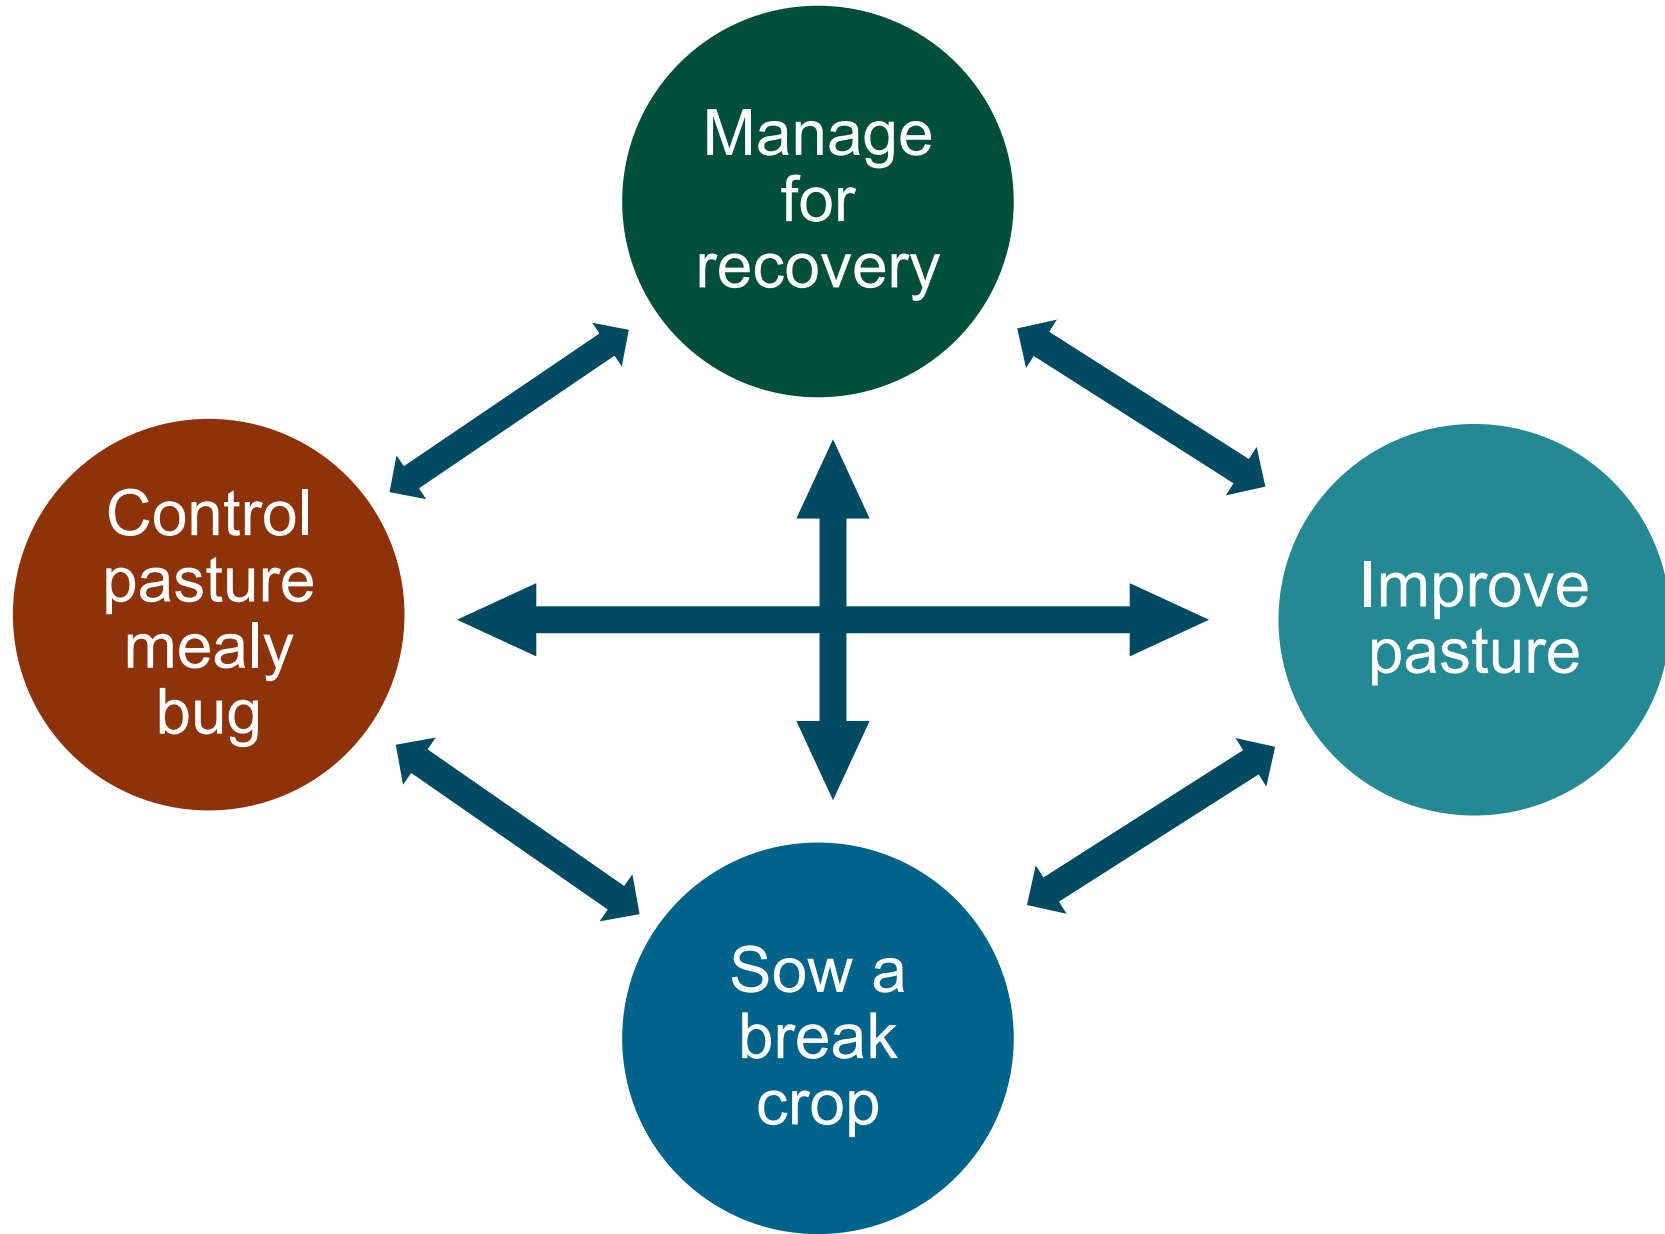 Manage
for
recovery
Control
pasture
mealy
bug
Improve
pasture
Sow a
break
crop